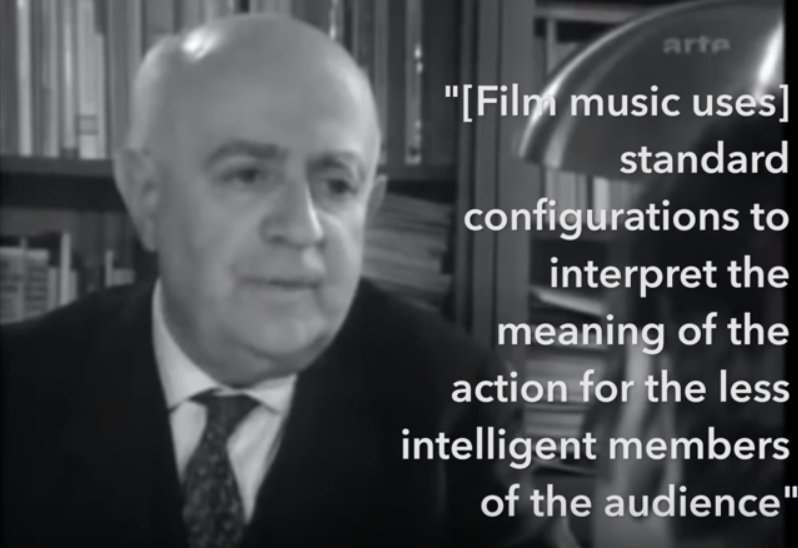 arte
"[Film music uses]
standard
configurations to
interpret the
meaning of the
action for the less
intelligent members
of the audience"